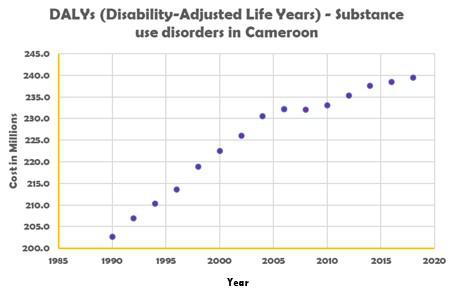 DALYs (Disability-Adjusted Life Years) - Substance
use disorders in Cameroon
245.0
240.0
235.0
230.0
225.0
220.0
215.0
210.0
205.0
200.0
Cost in Millions
1985 1990 1995 2000 2005 2010 2015 2020
Year